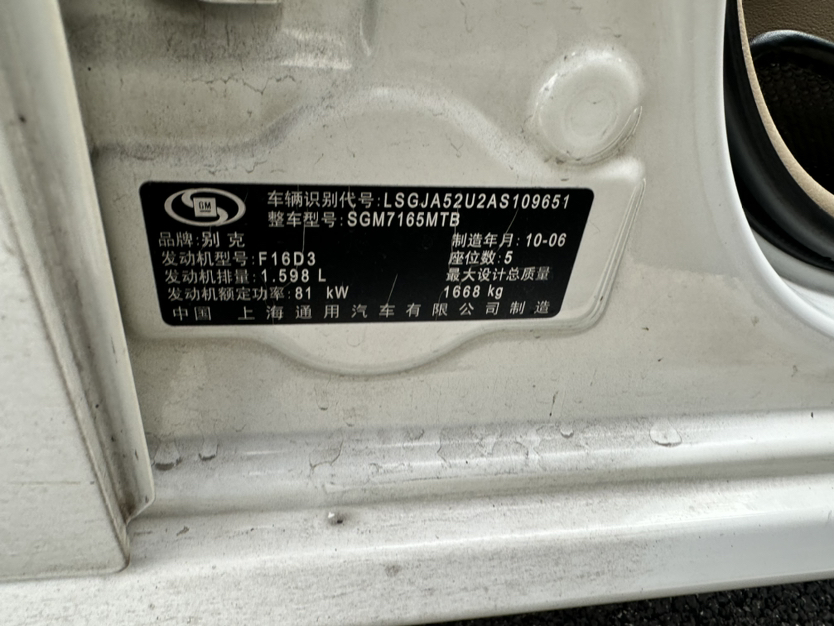 GM
车辆识别代号:LSGJA52U2AS109651
整车型号:SGM7165MTB
品牌:别克 制造年月:10-06
发动机型号:F16D3 座位数:5
发动机排量:1.598 L 最大设计总质量
发动机额定功率:81 kW 1668 kg
中国 上海通用汽车有限公司制造